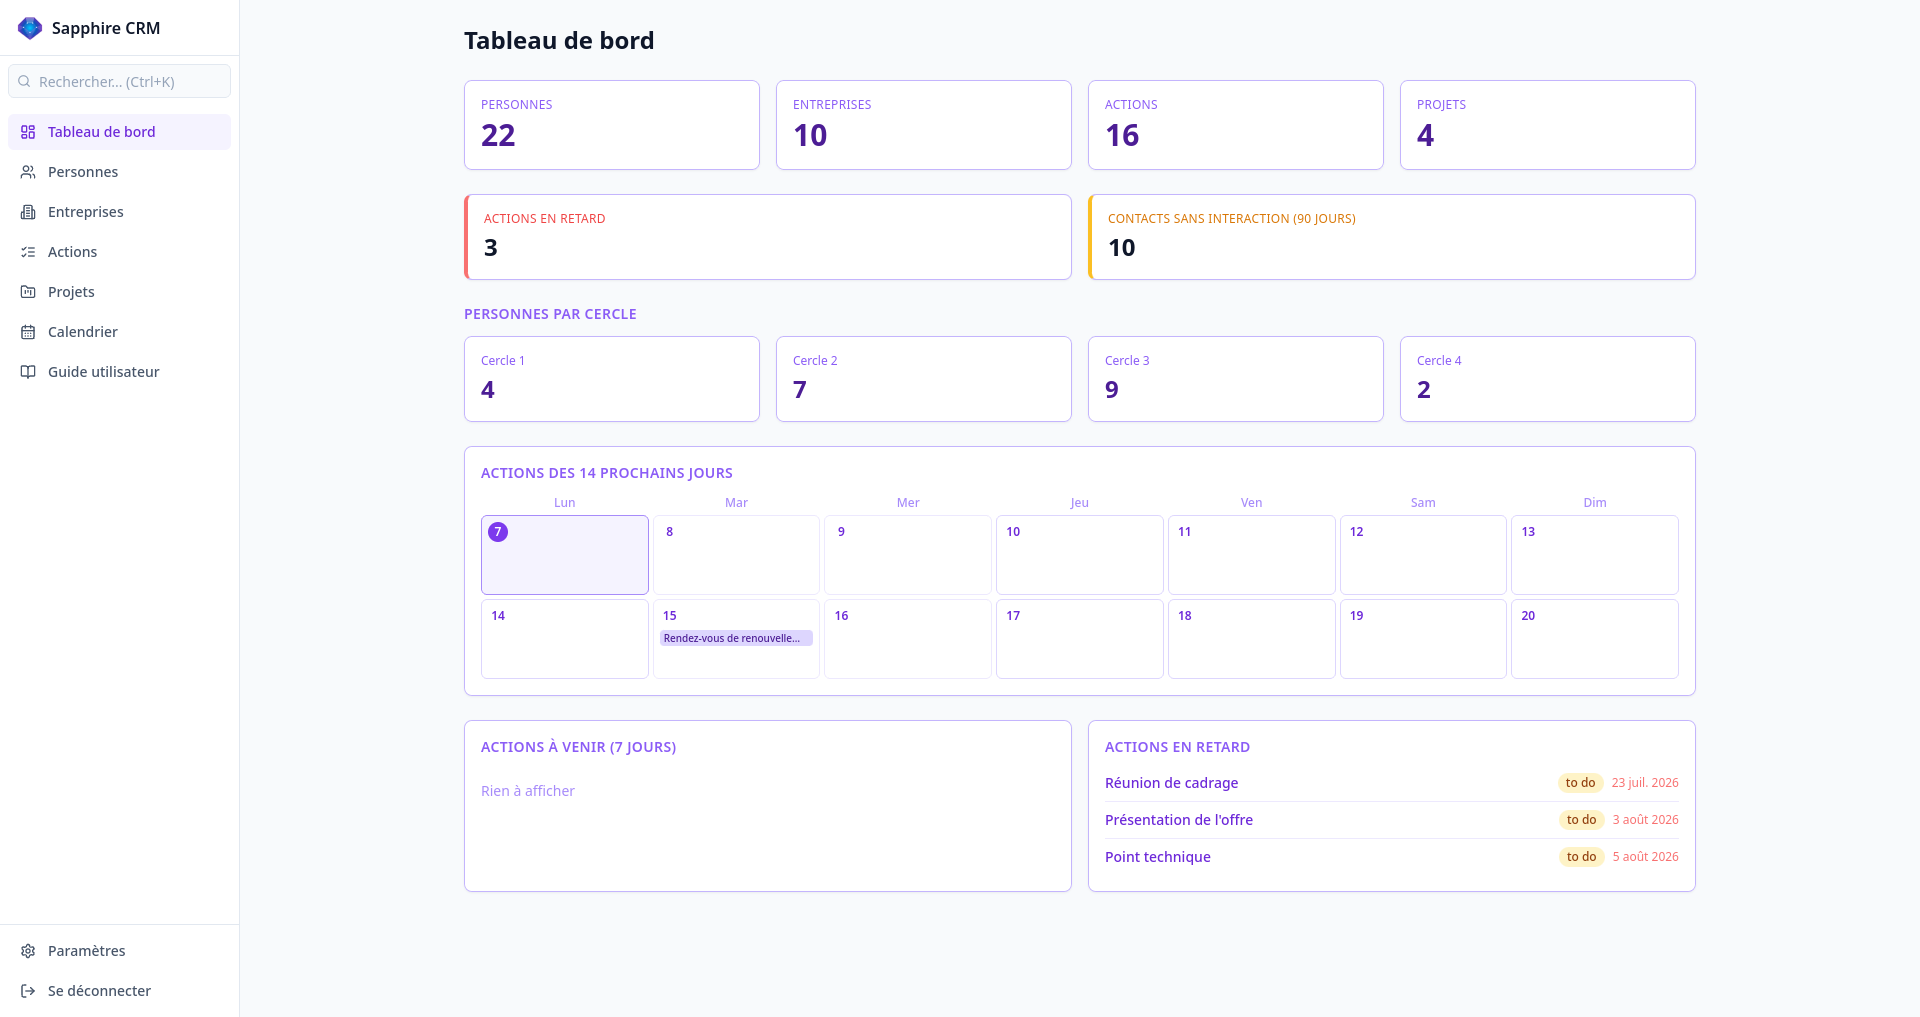 Sapphire CRM
Rechercher... (Ctrl+K)
Tableau de bord
Personnes
Entreprises
Actions
Projets
Calendrier
Guide utilisateur
Paramètres
Se déconnecter
Tableau de bord
PERSONNES
22
ENTREPRISES
10
ACTIONS
16
PROJETS
4
ACTIONS EN RETARD
3
CONTACTS SANS INTERACTION (90 JOURS)
10
PERSONNES PAR CERCLE
Cercle 1
4
Cercle 2
7
Cercle 3
9
Cercle 4
2
ACTIONS DES 14 PROCHAINS JOURS
Lun Mar Mer Jeu Ven Sam Dim
7 8 9 10 11 12 13
14 15 16 17 18 19 20
Rendez-vous de renouvelle...
ACTIONS À VENIR (7 JOURS)
Rien à afficher
ACTIONS EN RETARD
Réunion de cadrage to do 23 juil. 2026
Présentation de l'offre to do 3 août 2026
Point technique to do 5 août 2026